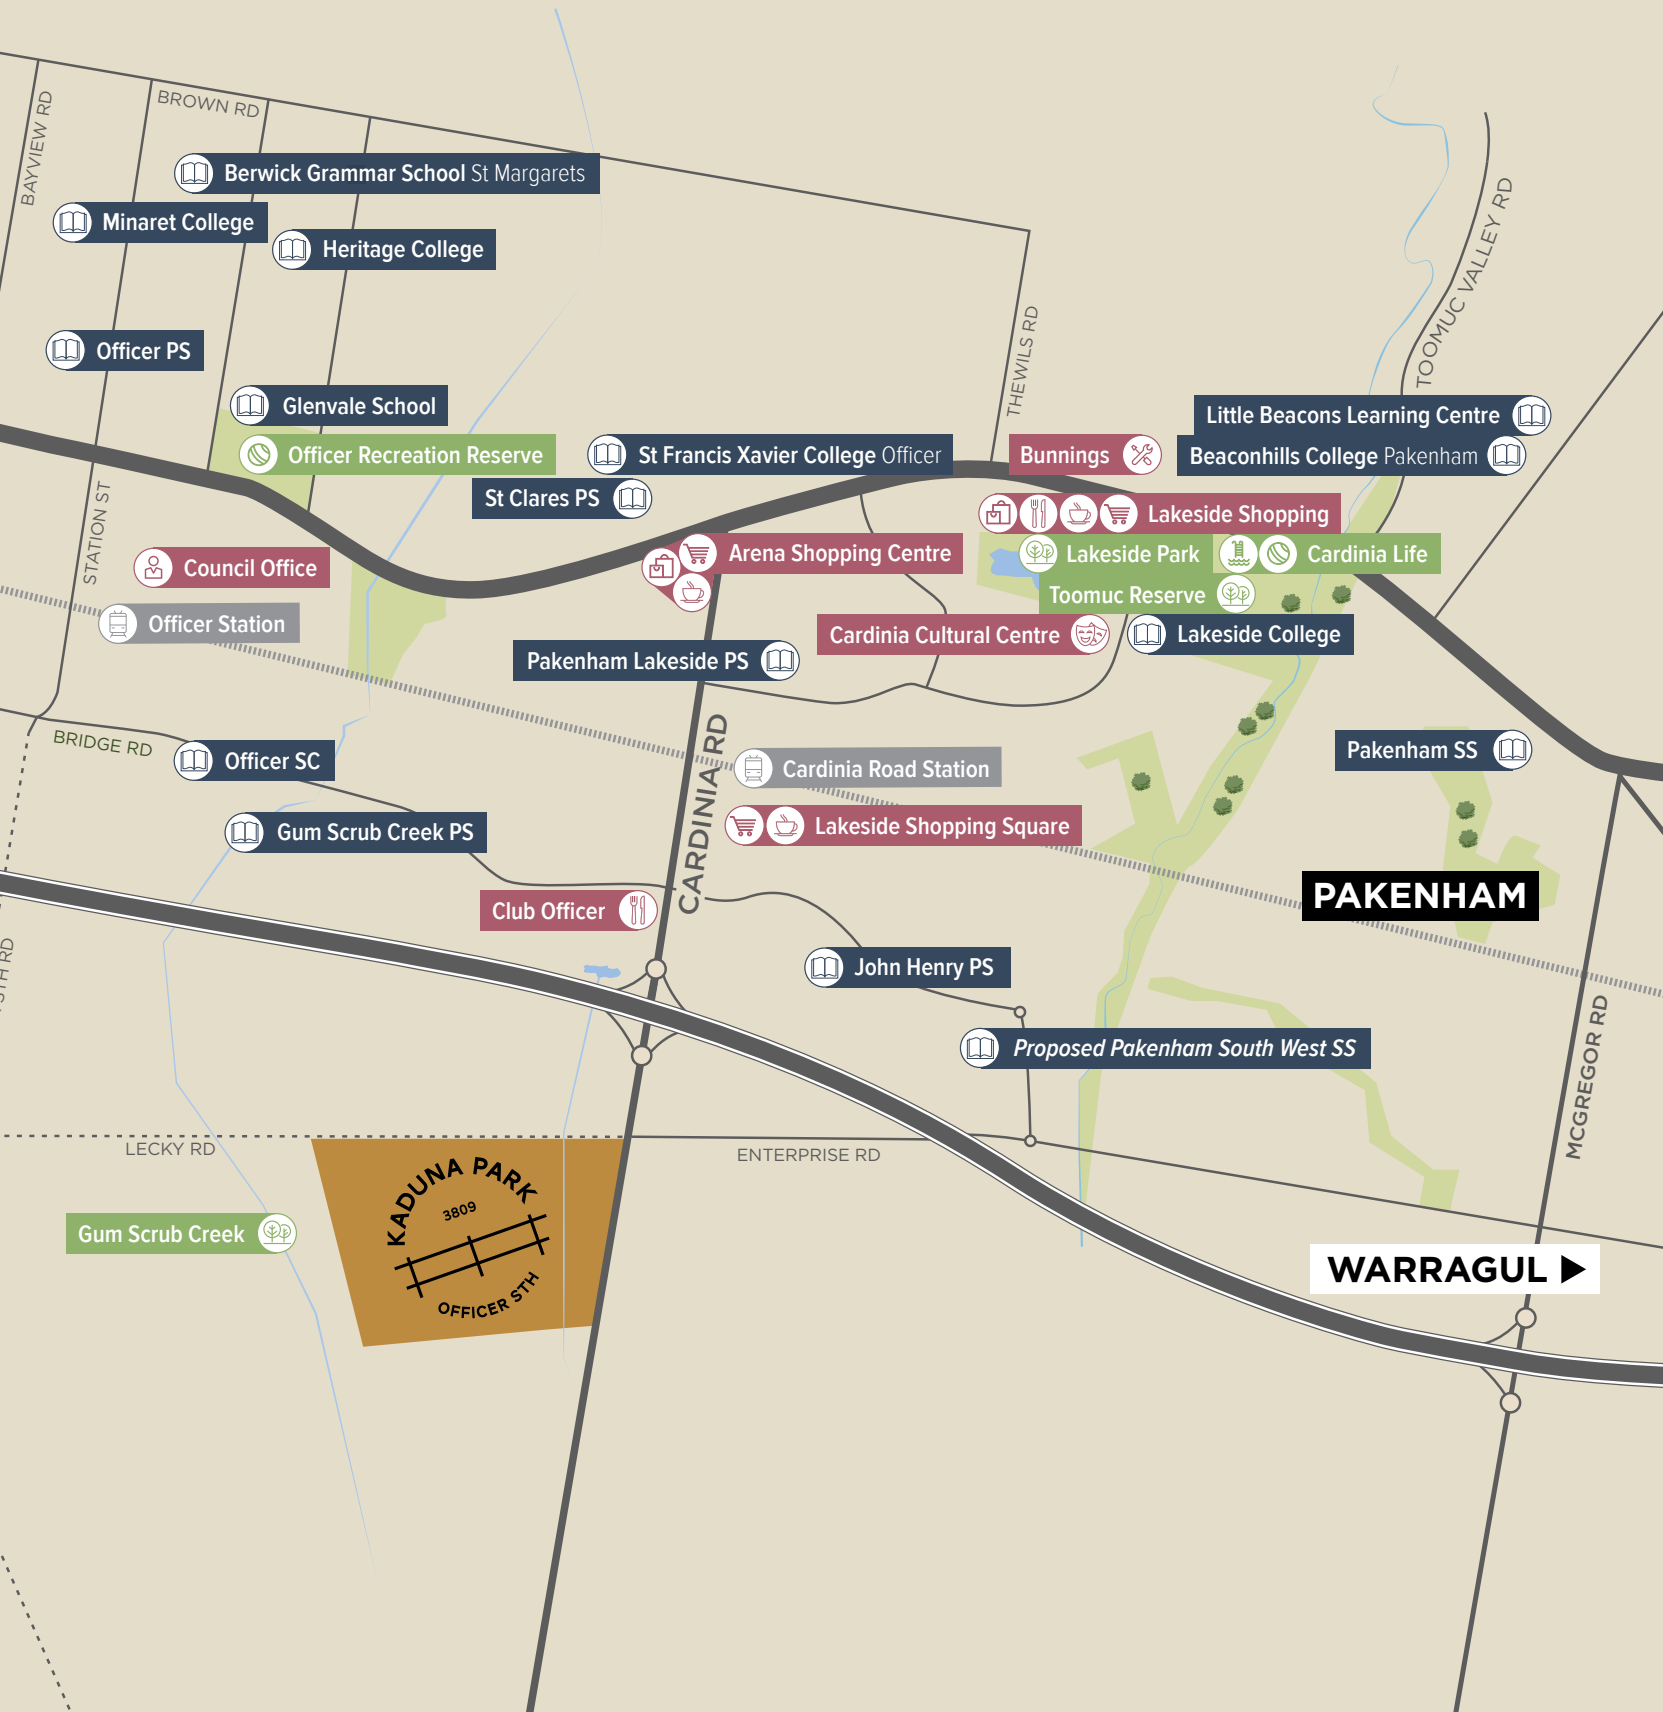 BROWN RD
BAYVIEW RD
Berwick Grammar School St Margarets
Minaret College
Heritage College
TOOMUC VALLEY RD
Officer PS
THEWILS RD
Glenvale School
Little Beacons Learning Centre
Officer Recreation Reserve
St Francis Xavier College Officer
Bunnings
Beaconhills College Pakenham
St Clares PS
Lakeside Shopping
STATION ST
Council Office
Arena Shopping Centre
Lakeside Park
Cardinia Life
Toomuc Reserve
Officer Station
Cardinia Cultural Centre
Lakeside College
Pakenham Lakeside PS
BRIDGE RD
Officer SC
CARDINIA RD
Cardinia Road Station
Pakenham SS
Gum Scrub Creek PS
Lakeside Shopping Square
PAKENHAM
Club Officer
John Henry PS
Proposed Pakenham South West SS
MCGREGOR RD
LECKY RD
ENTERPRISE RD
KADUNA PARK
3809
OFFICER STH
Gum Scrub Creek
WARRAGUL